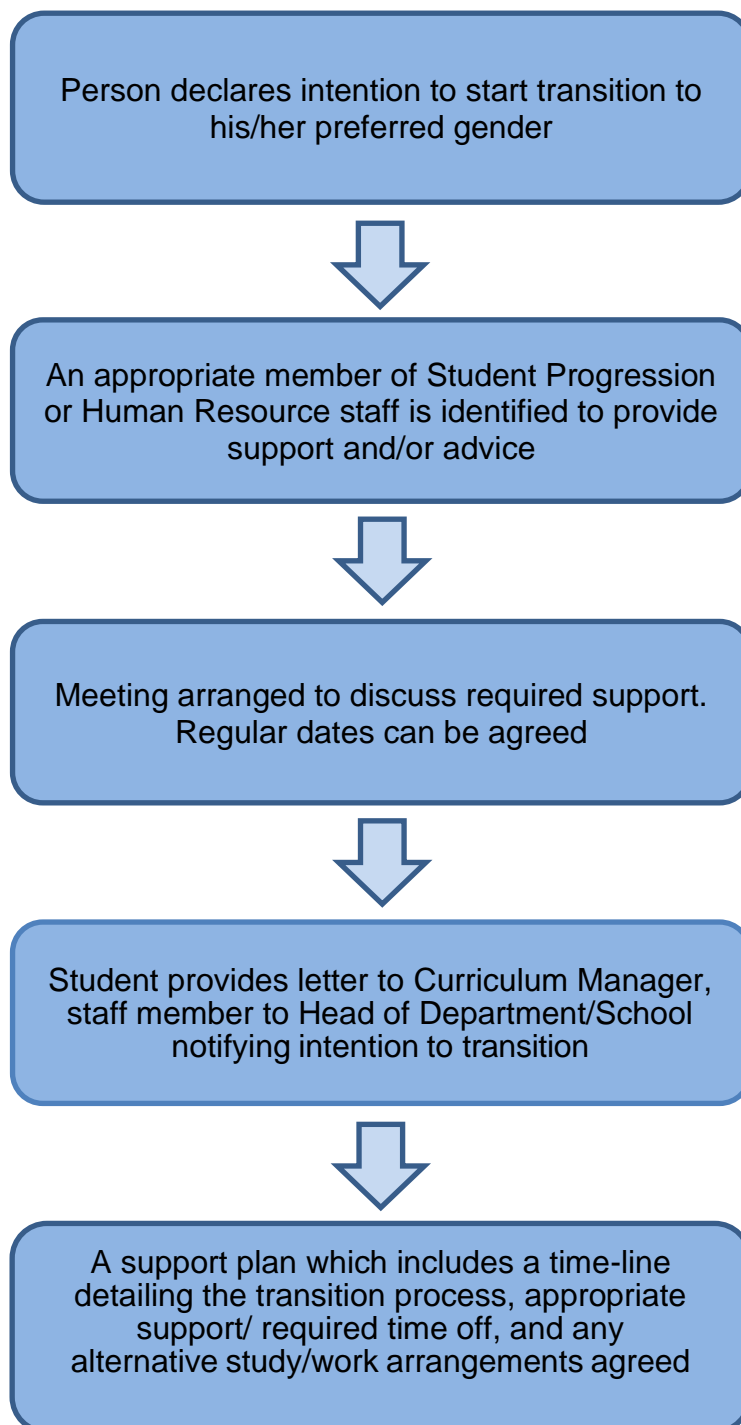 Person declares intention to start transition to
his/her preferred gender
An appropriate member of Student Progression
or Human Resource staff is identified to provide
support and/or advice
Meeting arranged to discuss required support.
Regular dates can be agreed
Student provides letter to Curriculum Manager,
staff member to Head of Department/School
notifying intention to transition
A support plan which includes a time-line
detailing the transition process, appropriate
support/ required time off, and any
alternative study/work arrangements agreed